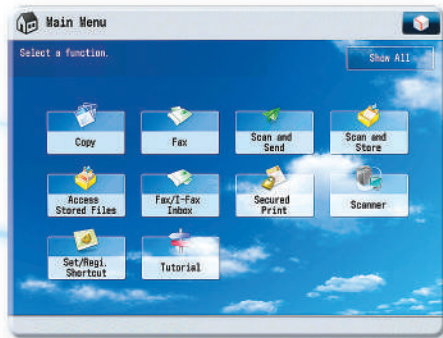 Main Menu
Select a function.
Show All
Copy
Fax
Scan and
Send
Scan and
Store
Access
Stored Files
Fax/I-Fax
Inbox
Secured
Print
Scanner
Set/Regi.
Shortcut
Tutorial